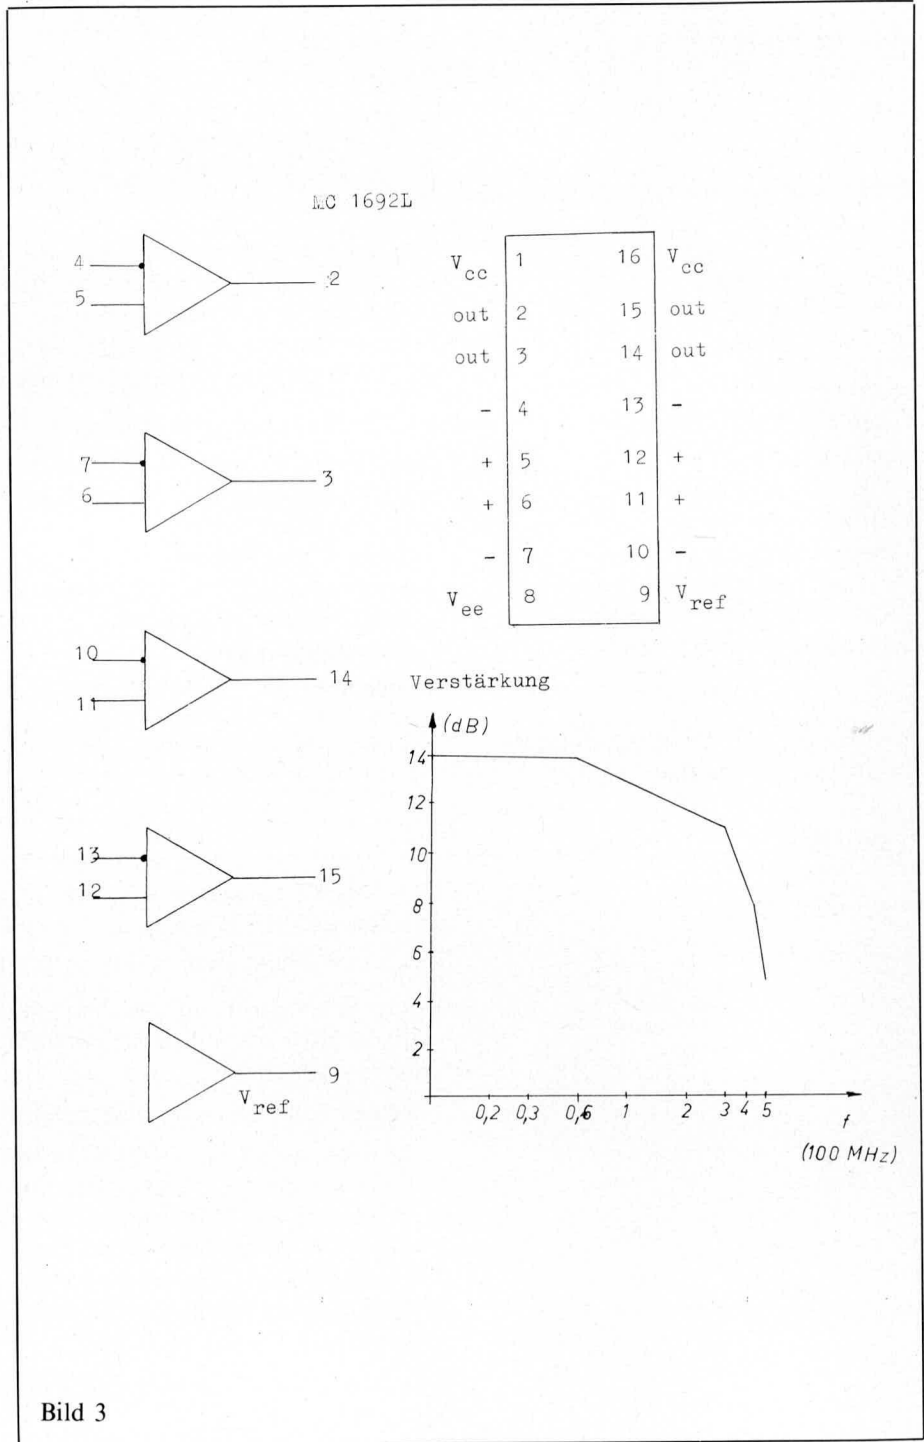 MC 1692L
4
5
2
7
6
3
10
11
14
13
12
15
9
V ref
V cc 1 16 V cc
out 2 15 out
out 3 14 out
- 4 13 -
+ 5 12 +
+ 6 11 +
- 7 10 -
V ee 8 9 V ref
Verstärkung
(dB)
14
12
10
8
6
4
2
0,2 0,3 0,6 1 2 3 4 5 f
(100 MHz)
Bild 3